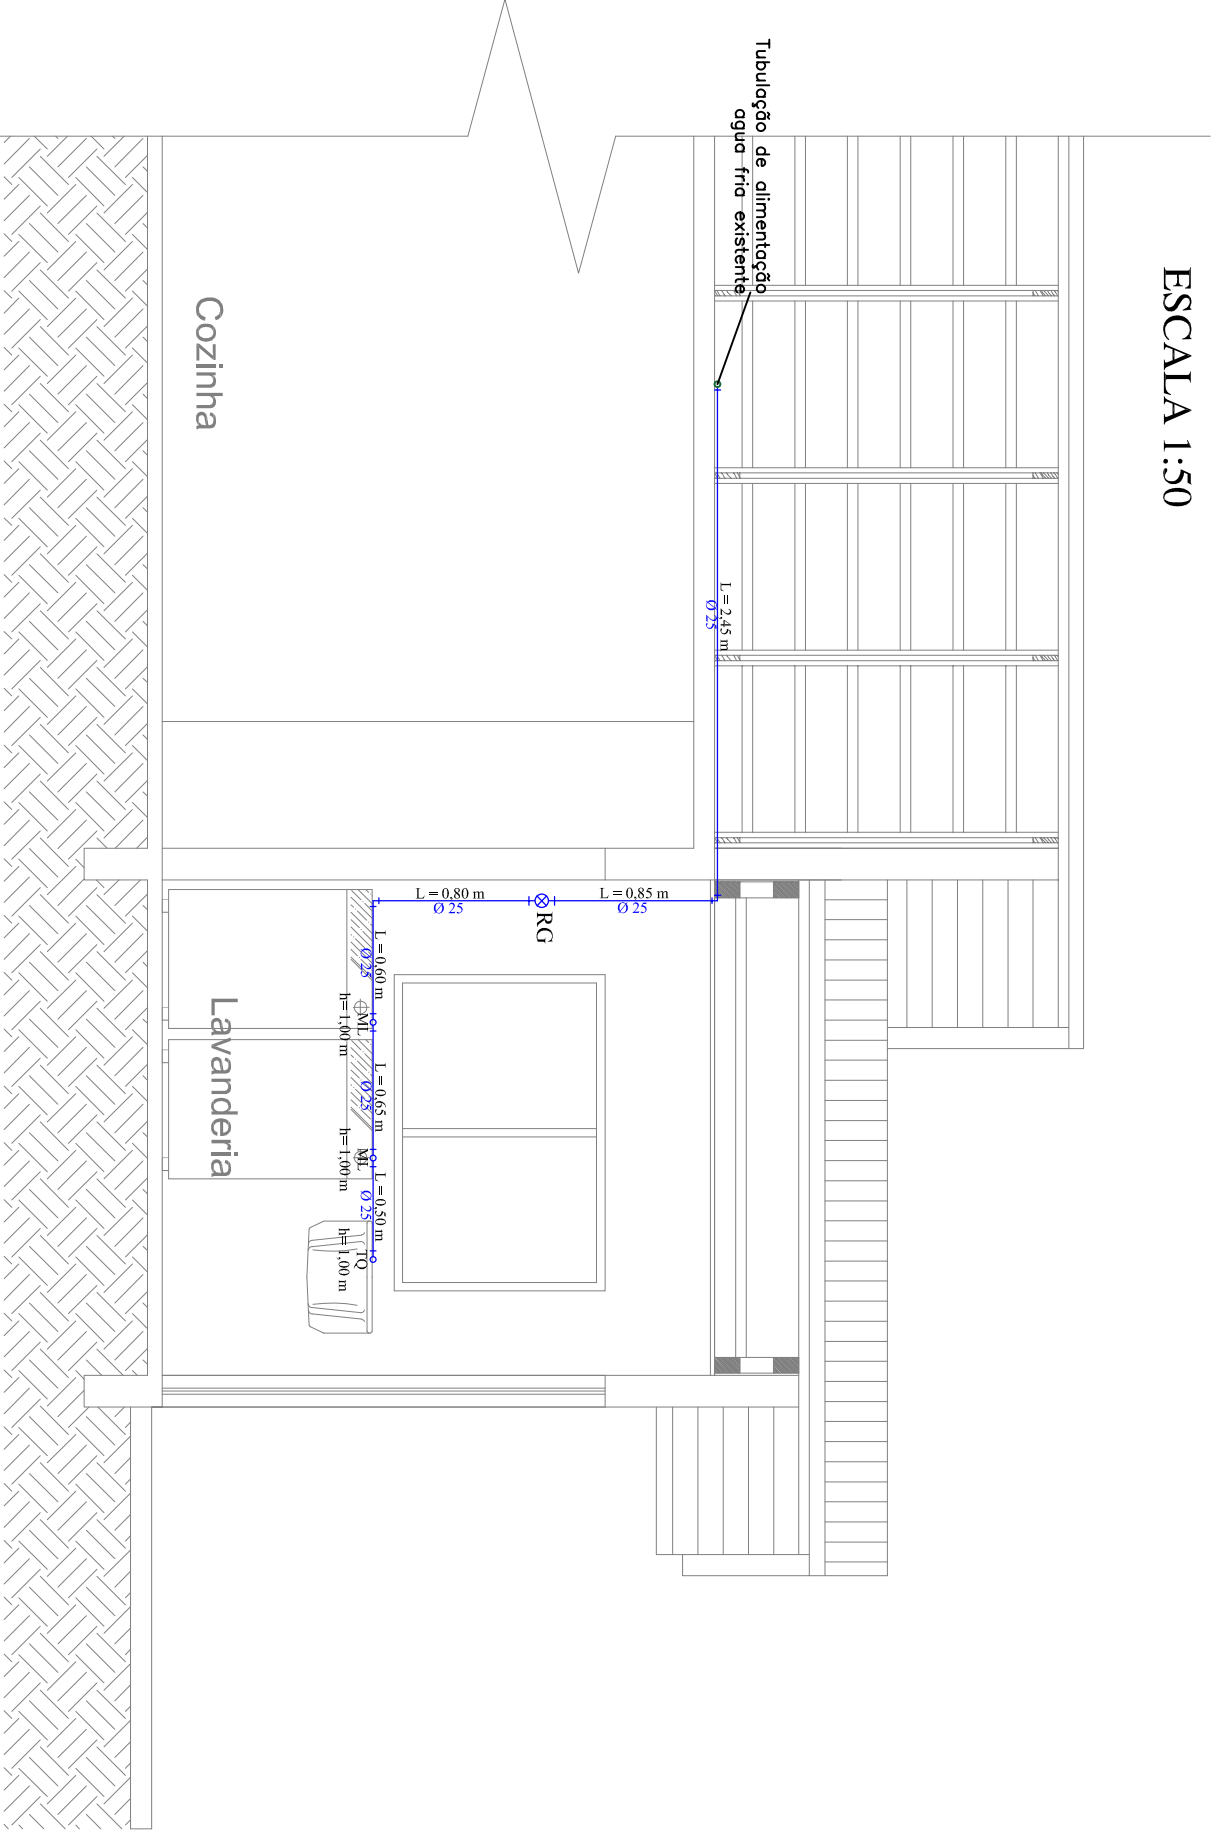 ESCALA 1:50
Tubulação de alimentação
agua fria existente
L = 2,45 m
Ø 25
L = 0,85 m
Ø 25
RG
L = 0,80 m
Ø 25
L = 0,60 m
Ø 25
ML
h= 1,00 m
L = 0,65 m
Ø 25
ML
h= 1,00 m
L = 0,50 m
Ø 25
TQ
h= 1,00 m
Cozinha
Lavanderia